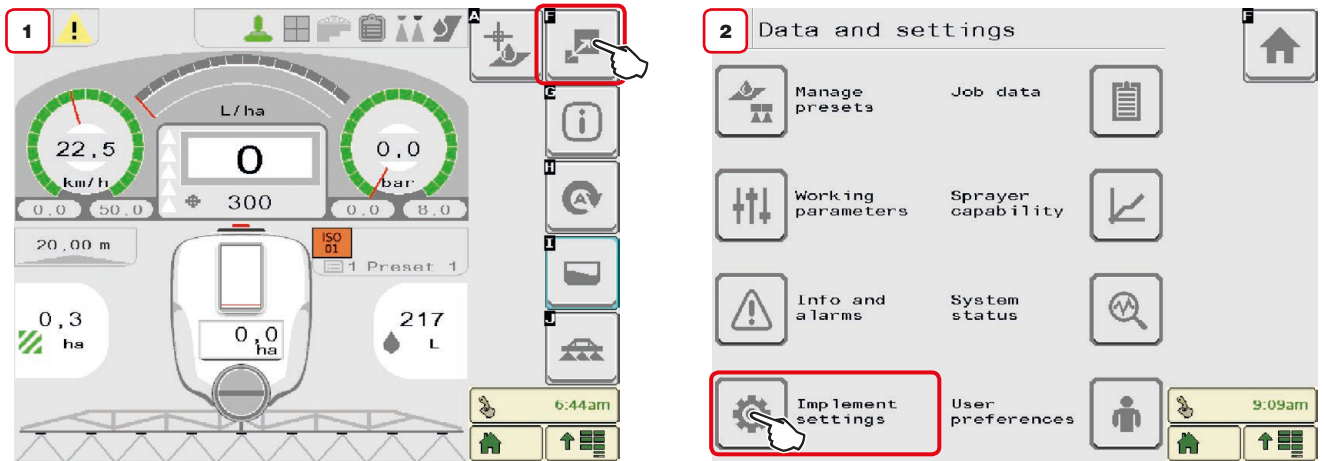 1
A
F
L/ha
22,5
km/h
0
0,0
bar
300
0.0
50.0
0.0
8.0
G
H
I
J
20,00 m
ISO
01
1 Preset 1
0,3
ha
0,0
ha
217
L
6:44am
2
Data and settings
F
Manage
presets
Job data
Working
parameters
Sprayer
capability
Info and
alarms
System
status
Implement
settings
User
preferences
9:09am